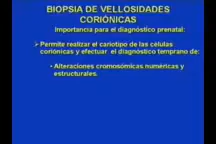 BIOPSIA DE VELLOSIDADES
CORIÓNICAS
Importancia para el diagnóstico prenatal:
Permite realizar el cariotipo de las células
coriónicas y efectuar el diagnóstico temprano de:
• Alteraciones cromosómicas numéricas y
estructurales.